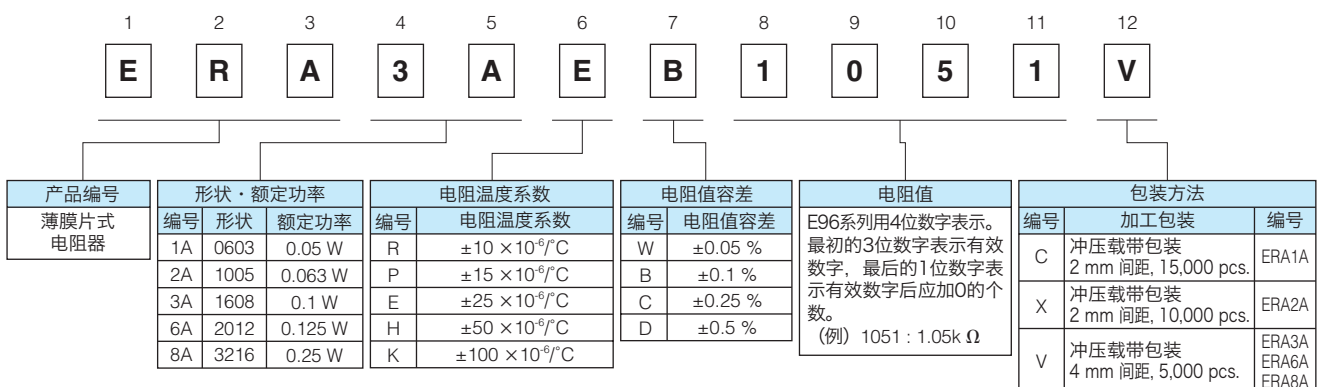 1 2 3 4 5 6 7 8 9 10 11 12
E R A 3 A E B 1 0 5 1 V
产品编号
薄膜片式
电阻器
形状・额定功率
编号 形状 额定功率
1A 0603 0.05 W
2A 1005 0.063 W
3A 1608 0.1 W
6A 2012 0.125 W
8A 3216 0.25 W
电阻温度系数
编号 电阻温度系数
R ±10 ×10⁻⁶/°C
P ±15 ×10⁻⁶/°C
E ±25 ×10⁻⁶/°C
H ±50 ×10⁻⁶/°C
K ±100 ×10⁻⁶/°C
电阻值容差
编号 电阻值容差
W ±0.05 %
B ±0.1 %
C ±0.25 %
D ±0.5 %
电阻值
E96系列用4位数字表示。
最初的3位数字表示有效
数字，最后的1位数字表
示有效数字后应加0的个
数。
（例）1051 : 1.05k Ω
包装方法
编号 加工包装 编号
C 冲压载带包装
2 mm 间距, 15,000 pcs. ERA1A
X 冲压载带包装
2 mm 间距, 10,000 pcs. ERA2A
V 冲压载带包装
4 mm 间距, 5,000 pcs.
ERA3A
ERA6A
ERA8A